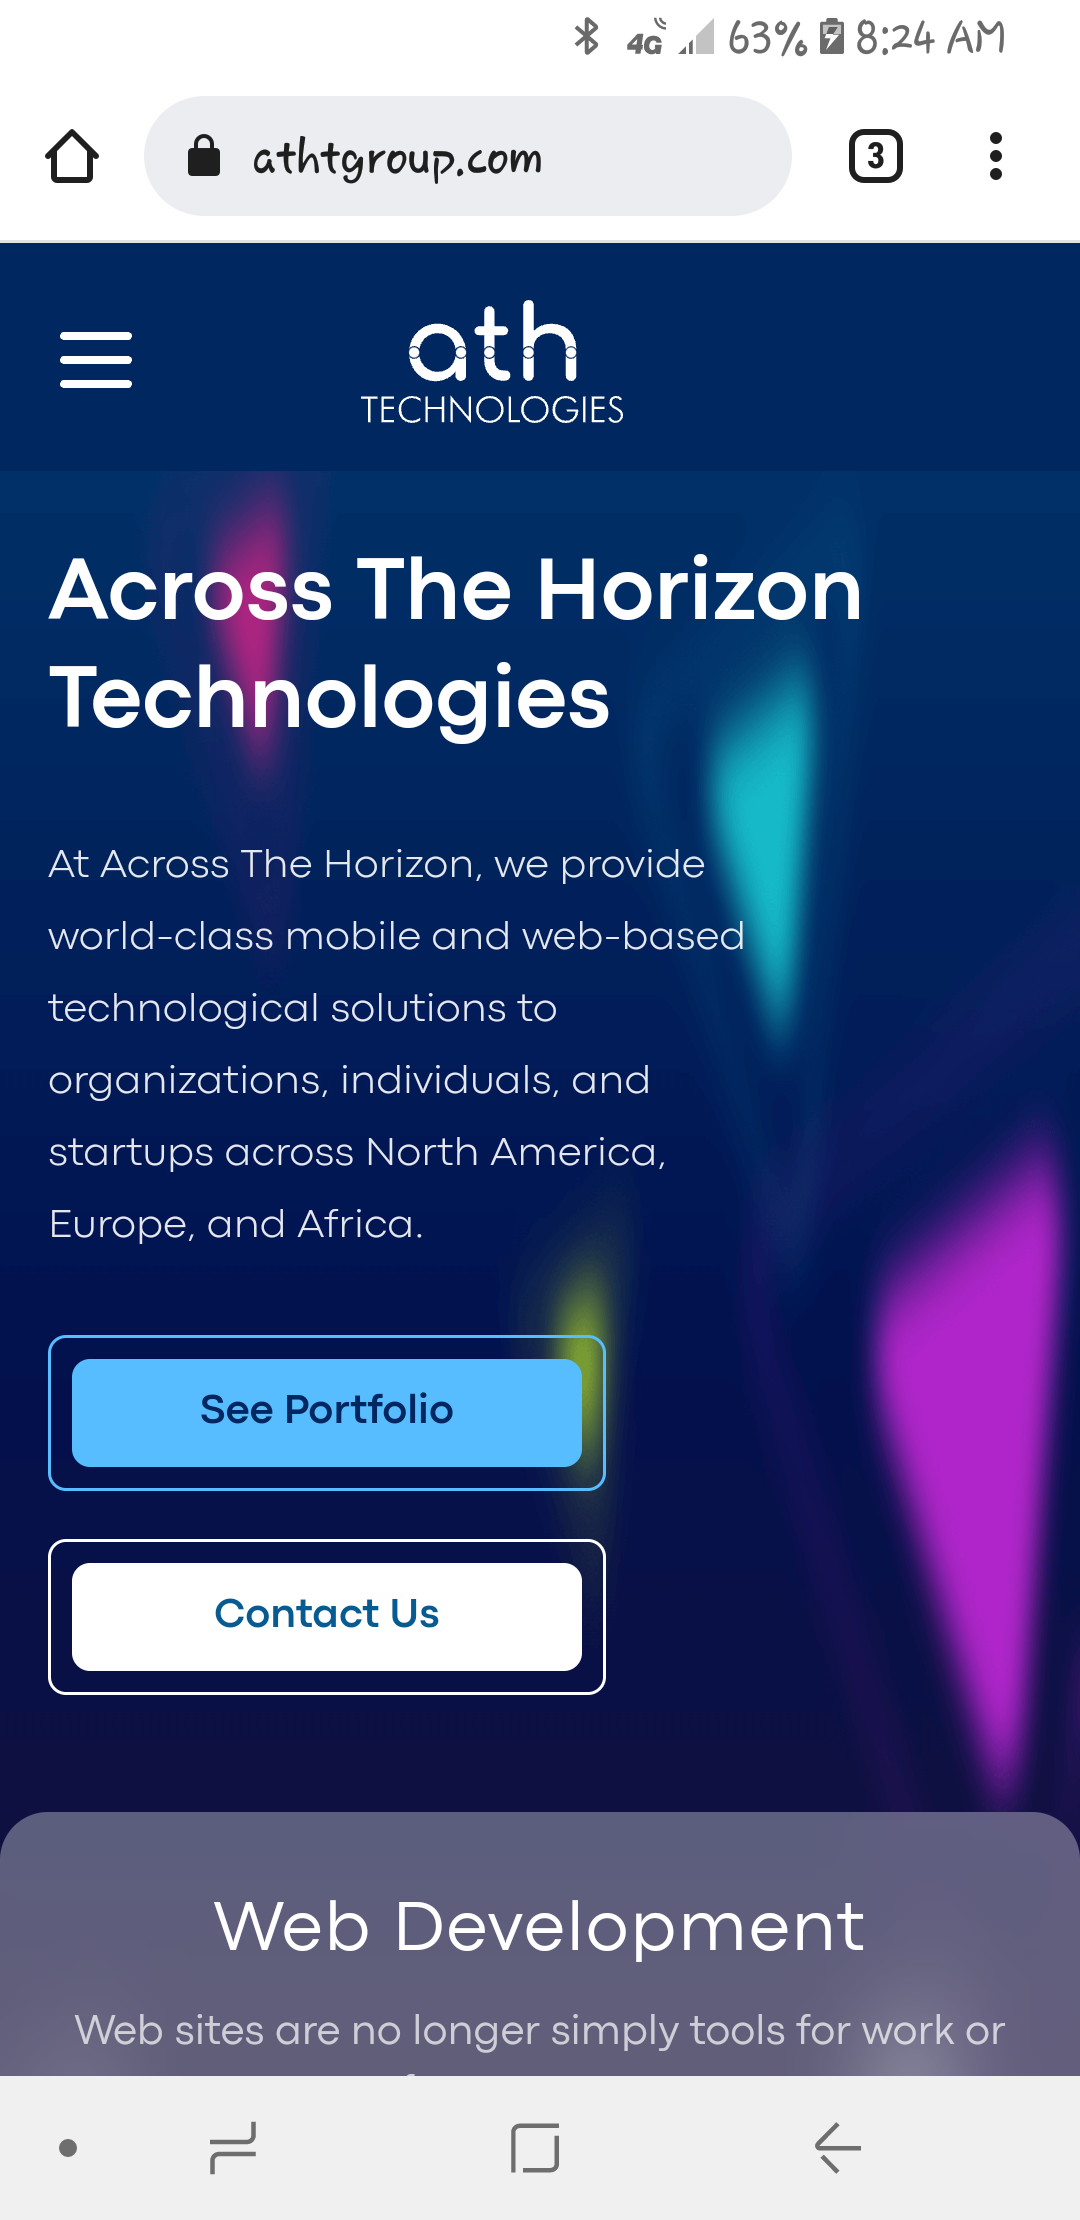 4G 63% 8:24 AM
athtgroup.com
3
ath
TECHNOLOGIES
Across The Horizon
Technologies
At Across The Horizon, we provide
world-class mobile and web-based
technological solutions to
organizations, individuals, and
startups across North America,
Europe, and Africa.
See Portfolio
Contact Us
Web Development
Web sites are no longer simply tools for work or